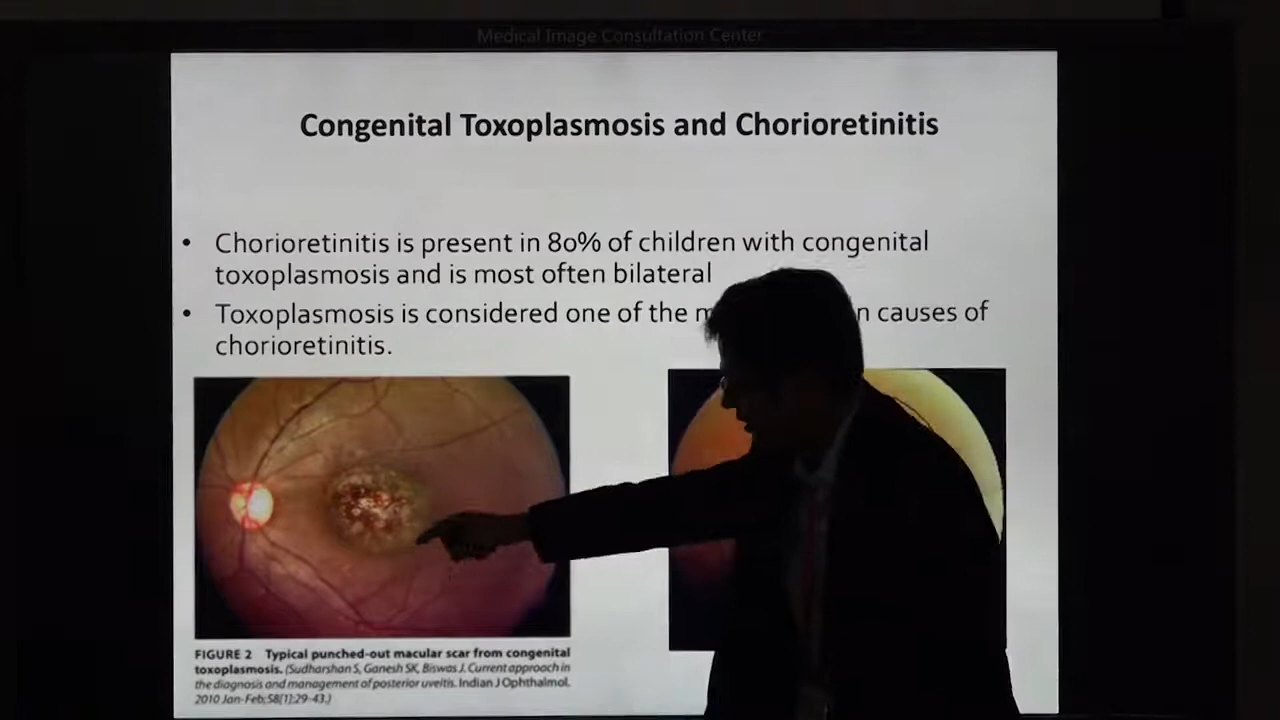 Medical Image Consultation Center
Congenital Toxoplasmosis and Chorioretinitis
• Chorioretinitis is present in 80% of children with congenital
toxoplasmosis and is most often bilateral
• Toxoplasmosis is considered one of the n causes of
chorioretinitis.
FIGURE 2 Typical punched-out macular scar from congenital
toxoplasmosis. (Sudharshan S, Ganesh SK, Biswas J. Current approach in
the diagnosis and management of posterior uveitis. Indian J Ophthalmol.
2010 Jan-Feb;58(1):29-43.)